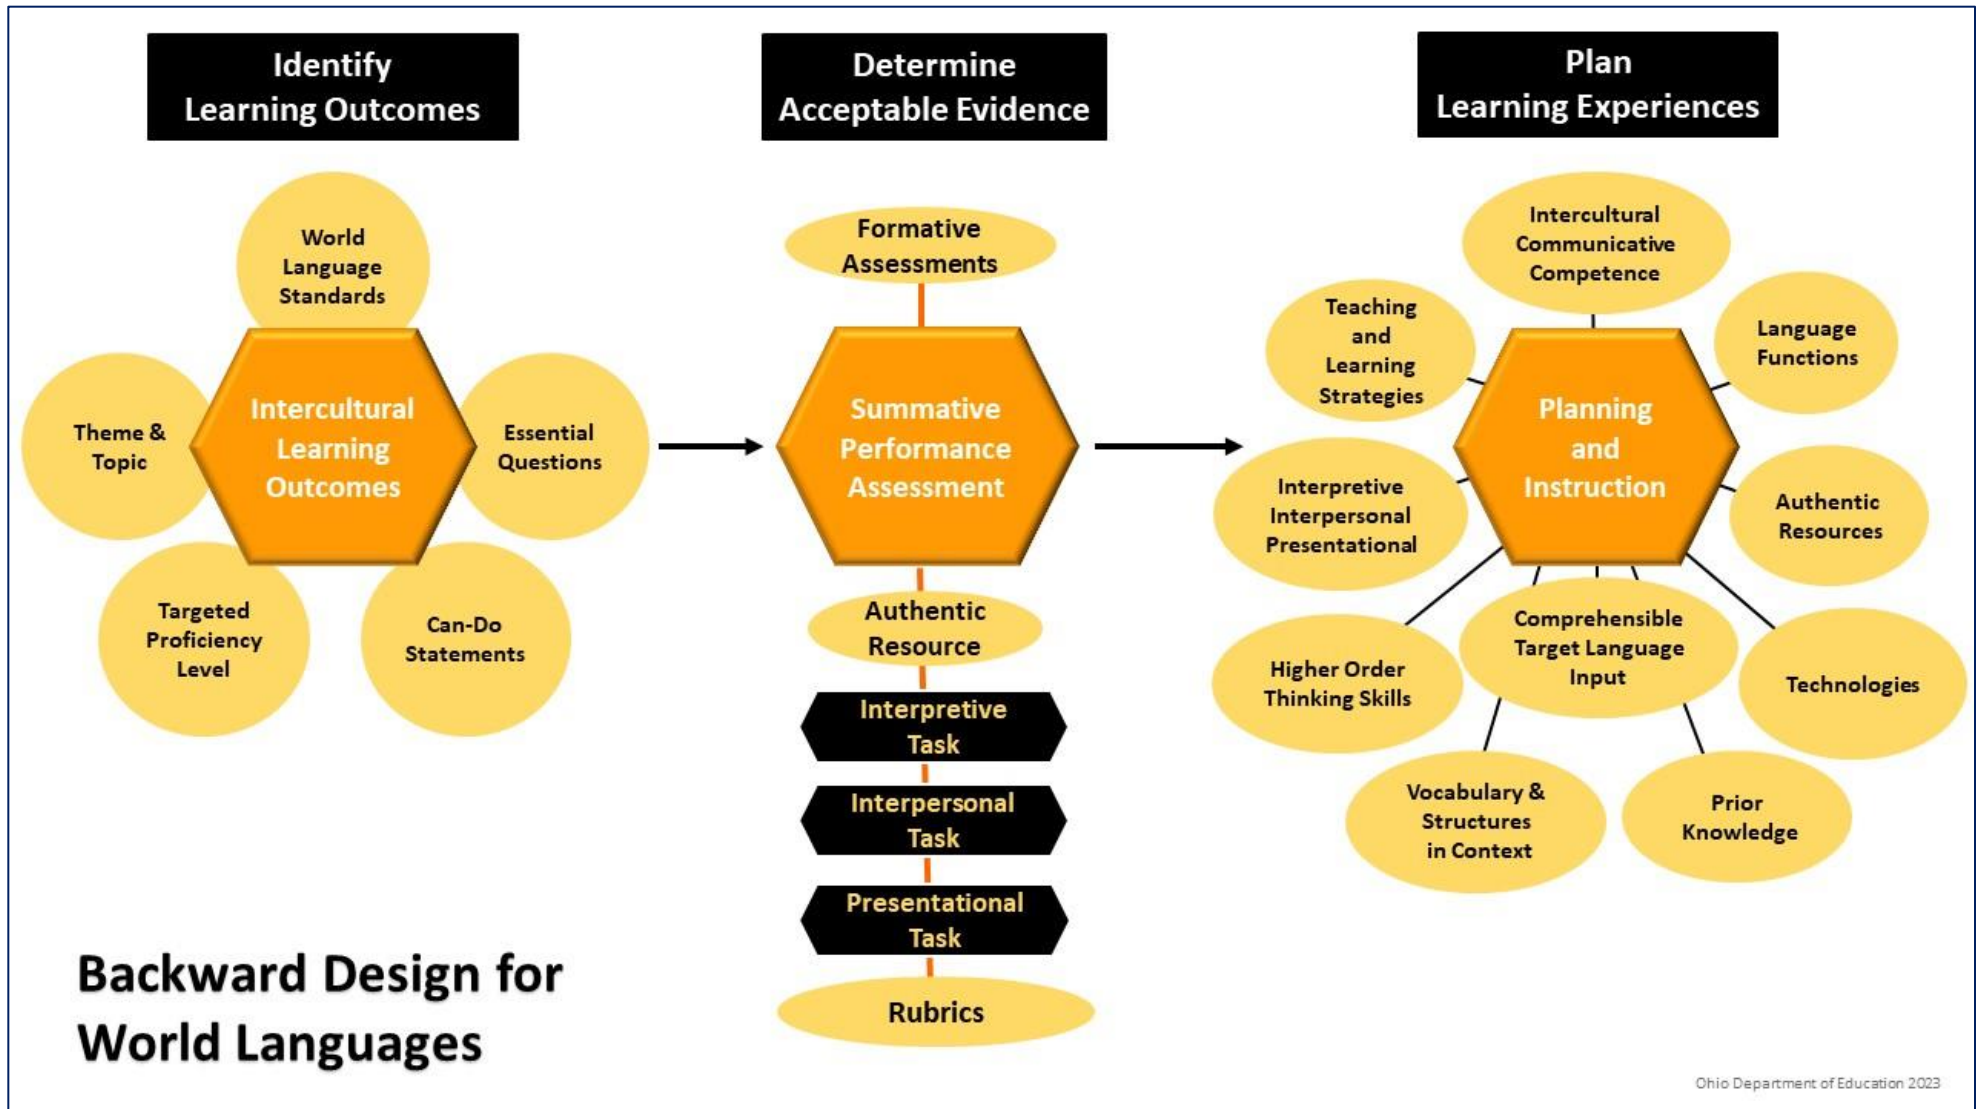 Identify
Learning Outcomes
World
Language
Standards
Theme &
Topic
Intercultural
Learning
Outcomes
Essential
Questions
Targeted
Proficiency
Level
Can-Do
Statements
Determine
Acceptable Evidence
Formative
Assessments
Summative
Performance
Assessment
Authentic
Resource
Interpretive
Task
Interpersonal
Task
Presentational
Task
Rubrics
Plan
Learning Experiences
Intercultural
Communicative
Competence
Teaching
and
Learning
Strategies
Language
Functions
Planning
and
Instruction
Interpretive
Interpersonal
Presentational
Authentic
Resources
Higher Order
Thinking Skills
Comprehensible
Target Language
Input
Technologies
Vocabulary &
Structures
in Context
Prior
Knowledge
Backward Design for
World Languages
Ohio Department of Education 2023